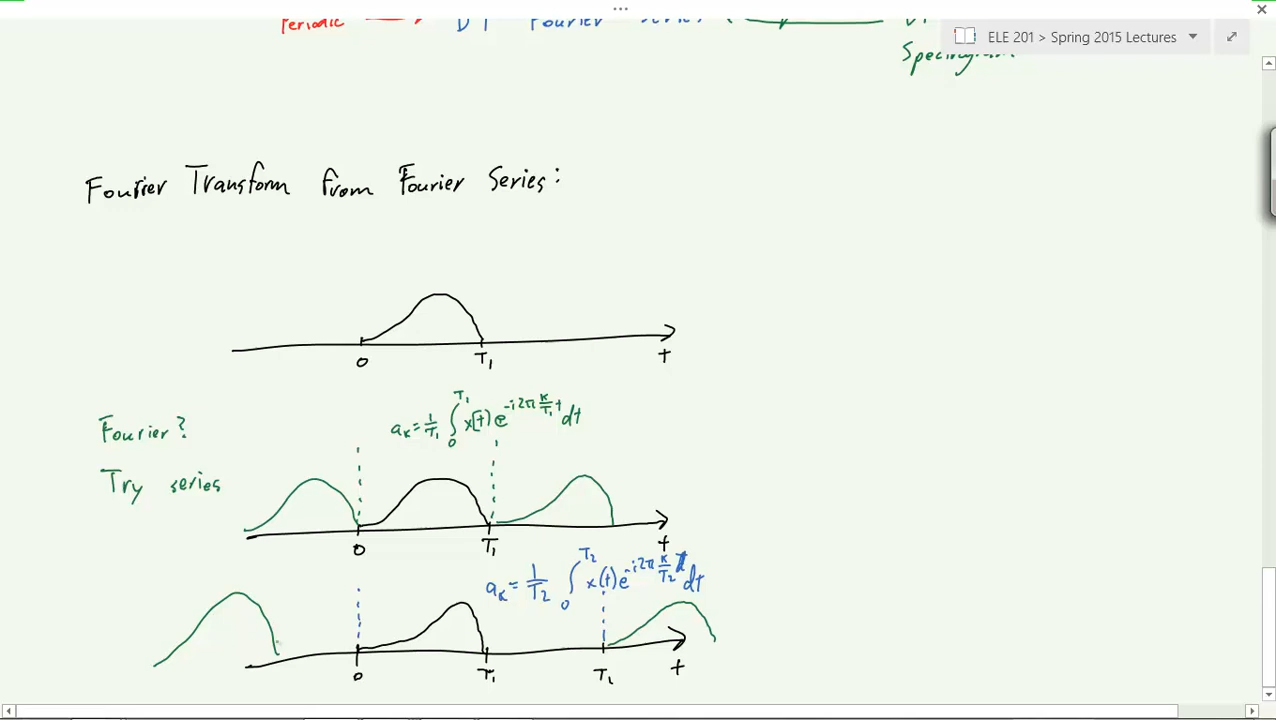 Periodic DT Fourier Series DT
ELE 201 > Spring 2015 Lectures
Spectrogram
Fourier Transform from Fourier Series:
0 T₁ t
aₖ = 1/T₁ ∫₀^T₁ x(t) e^(-i2π k/T₁ t) dt
Fourier?
Try series
0 T₁ t
aₖ = 1/T₂ ∫₀^T₂ x(t) e^(-i2π k/T₂ t) dt
0 T₁ T₁ t